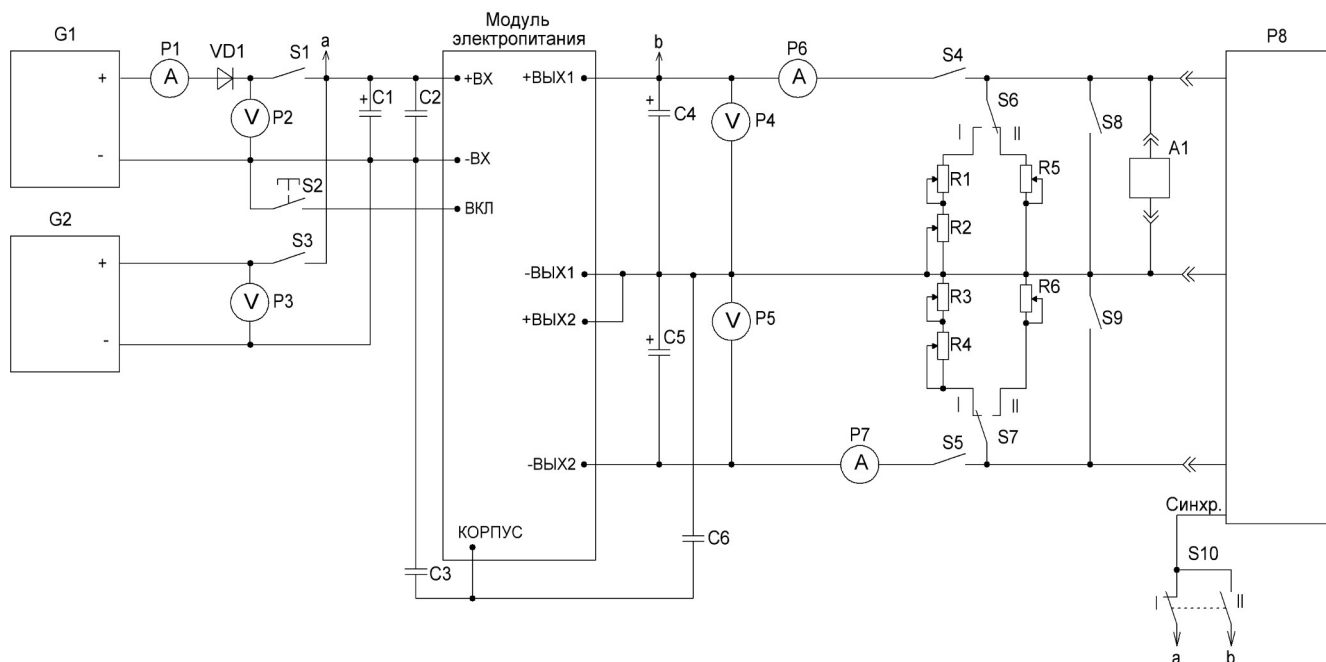 G1
P1
VD1
S1
a
Модуль
электропитания
b
P6
S4
P8
+
A
+ВХ
+ВЫХ1
A
+
C1
C2
+
C4
V
P2
V
P4
S6
I
II
S8
A1
-
-ВХ
S2
ВКЛ
R1
R5
R2
G2
+
S3
-ВЫХ1
V
P3
+ВЫХ2
R3
R6
S9
-
+
C5
V
P5
R4
I
II
S7
P7
S5
-ВЫХ2
A
Синхр.
КОРПУС
C3
C6
S10
I
II
a
b